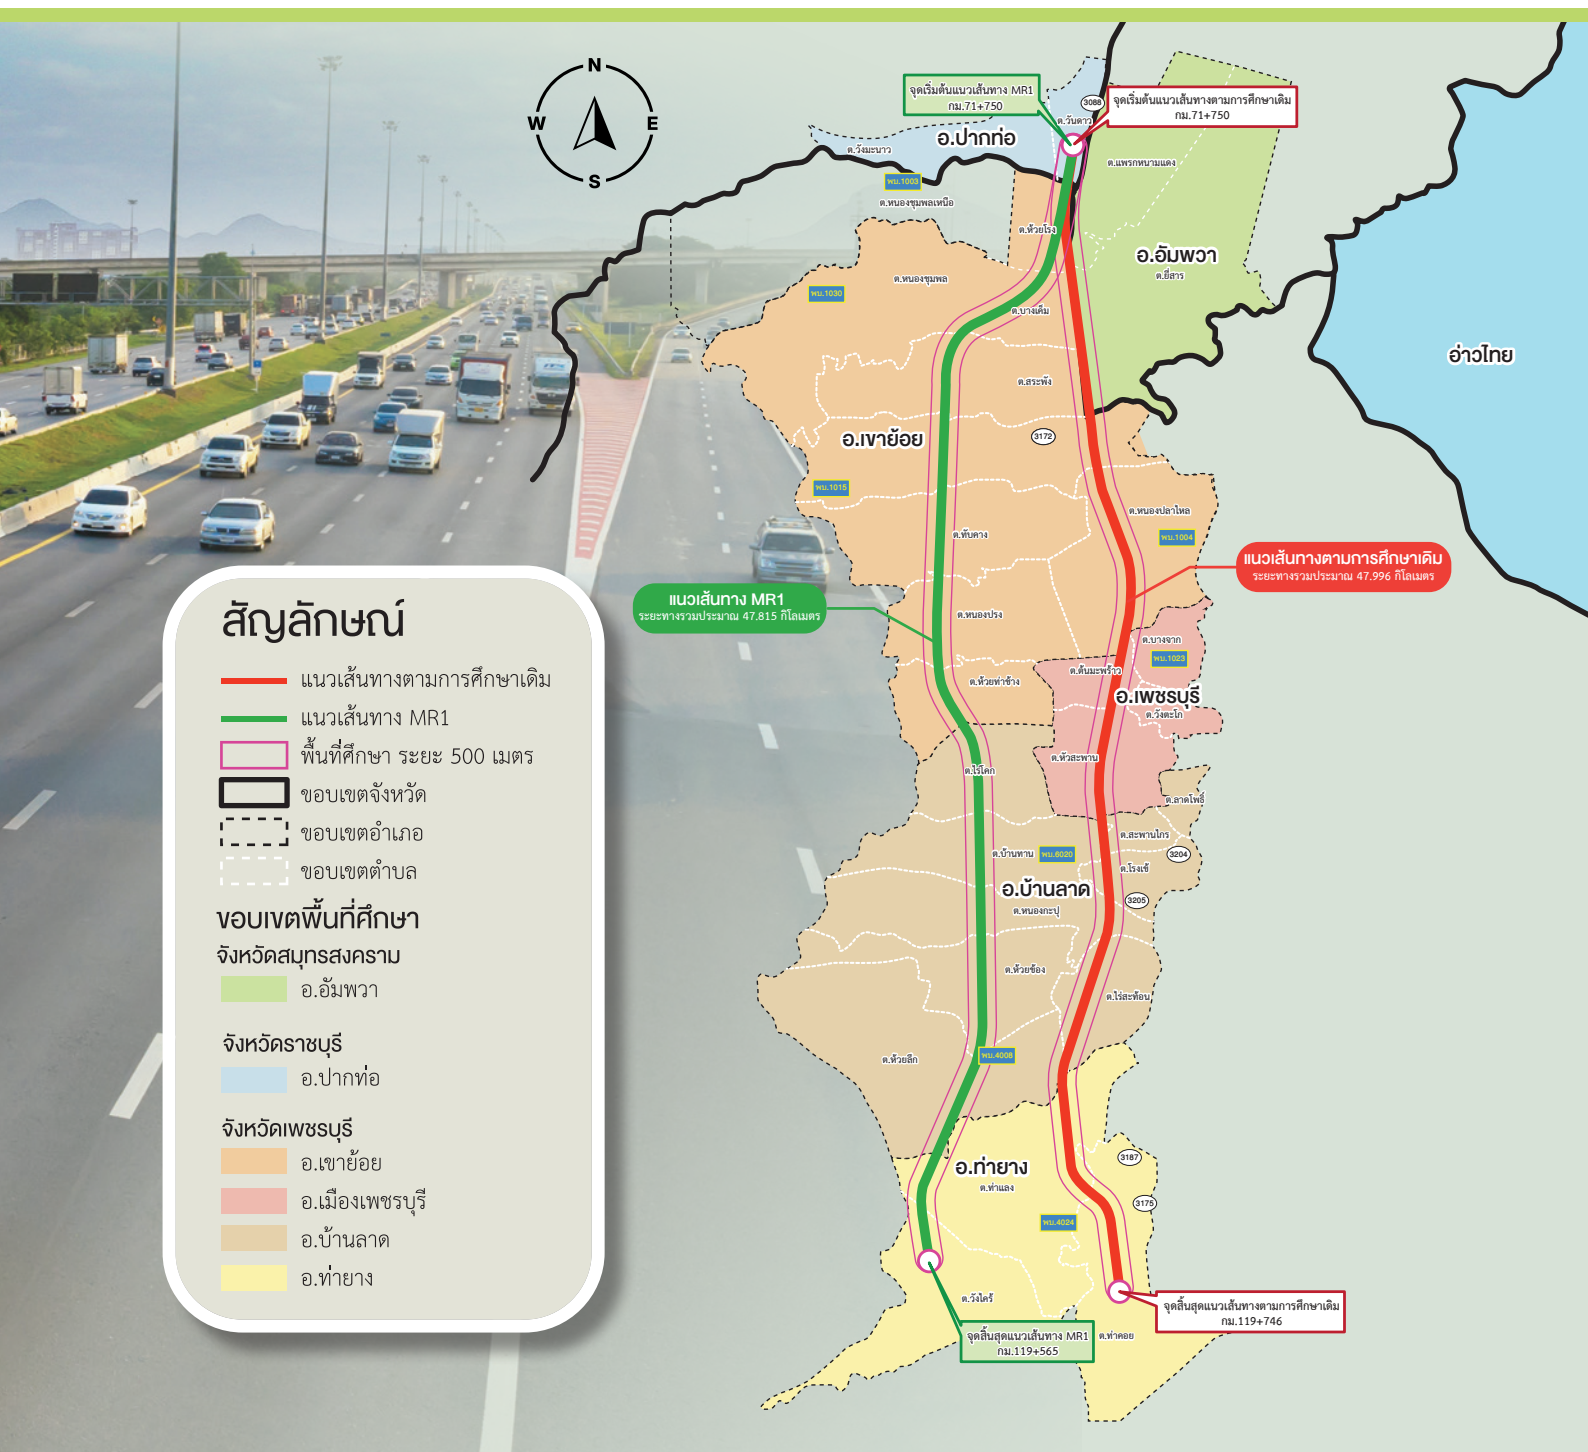 N
W
E
S
จุดเริ่มต้นแนวเส้นทาง MR1
กม.71+750
3088
จุดเริ่มต้นแนวเส้นทางตามการศึกษาเดิม
กม.71+750
ต.วันดาว
อ.ปากท่อ
ต.วังมะนาว
ต.แพรกหนามแดง
พบ.1003
ต.หนองชุมพลเหนือ
ต.ห้วยโรง
อ.อัมพวา
ต.ยี่สาร
ต.หนองชุมพล
พบ.1030
ต.บางเค็ม
อ่าวไทย
ต.สระพัง
อ.เขาย้อย
3172
พบ.1015
ต.หนองปลาไหล
ต.ทับคาง
พบ.1004
แนวเส้นทางตามการศึกษาเดิม
ระยะทางรวมประมาณ 47.996 กิโลเมตร
แนวเส้นทาง MR1
ระยะทางรวมประมาณ 47.815 กิโลเมตร
ต.หนองปรง
ต.บางจาก
พบ.1023
ต.ต้นมะพร้าว
ต.ห้วยท่าช้าง
อ.เพชรบุรี
ต.วังตะโก
ต.หัวสะพาน
ต.ไร่โคก
ต.ลาดโพธิ์
ต.สะพานไกร
ต.บ้านทาน
พบ.6020
3204
ต.โรงเข้
อ.บ้านลาด
3205
ต.หนองกะปุ
ต.ห้วยข้อง
ต.ไร่สะท้อน
ต.ห้วยลึก
พบ.4008
อ.ท่ายาง
3187
ต.ท่าแลง
3175
พบ.4024
ต.วังไคร้
จุดสิ้นสุดแนวเส้นทางตามการศึกษาเดิม
กม.119+746
จุดสิ้นสุดแนวเส้นทาง MR1
กม.119+565
ต.ท่าคอย
สัญลักษณ์
แนวเส้นทางตามการศึกษาเดิม
แนวเส้นทาง MR1
พื้นที่ศึกษา ระยะ 500 เมตร
ขอบเขตจังหวัด
ขอบเขตอำเภอ
ขอบเขตตำบล
ขอบเขตพื้นที่ศึกษา
จังหวัดสมุทรสงคราม
อ.อัมพวา
จังหวัดราชบุรี
อ.ปากท่อ
จังหวัดเพชรบุรี
อ.เขาย้อย
อ.เมืองเพชรบุรี
อ.บ้านลาด
อ.ท่ายาง